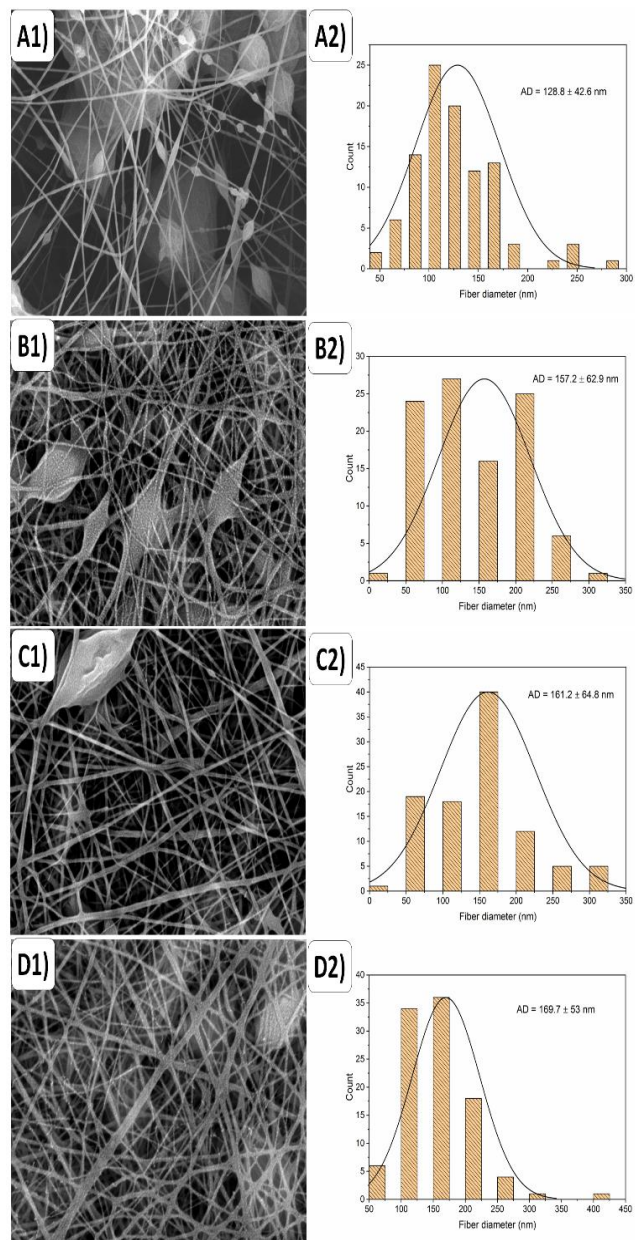 A1)
A2)
25
20
15
10
5
0
Count
AD = 128.8 ± 42.6 nm
50 100 150 200 250 300
Fiber diameter (nm)
B1)
B2)
30
25
20
15
10
5
0
Count
AD = 157.2 ± 62.9 nm
0 50 100 150 200 250 300 350
Fiber diameter (nm)
C1)
C2)
45
40
35
30
25
20
15
10
5
0
Count
AD = 161.2 ± 64.8 nm
0 50 100 150 200 250 300 350
Fiber diameter (nm)
D1)
D2)
40
35
30
25
20
15
10
5
0
Count
AD = 169.7 ± 53 nm
50 100 150 200 250 300 350 400 450
Fiber diameter (nm)